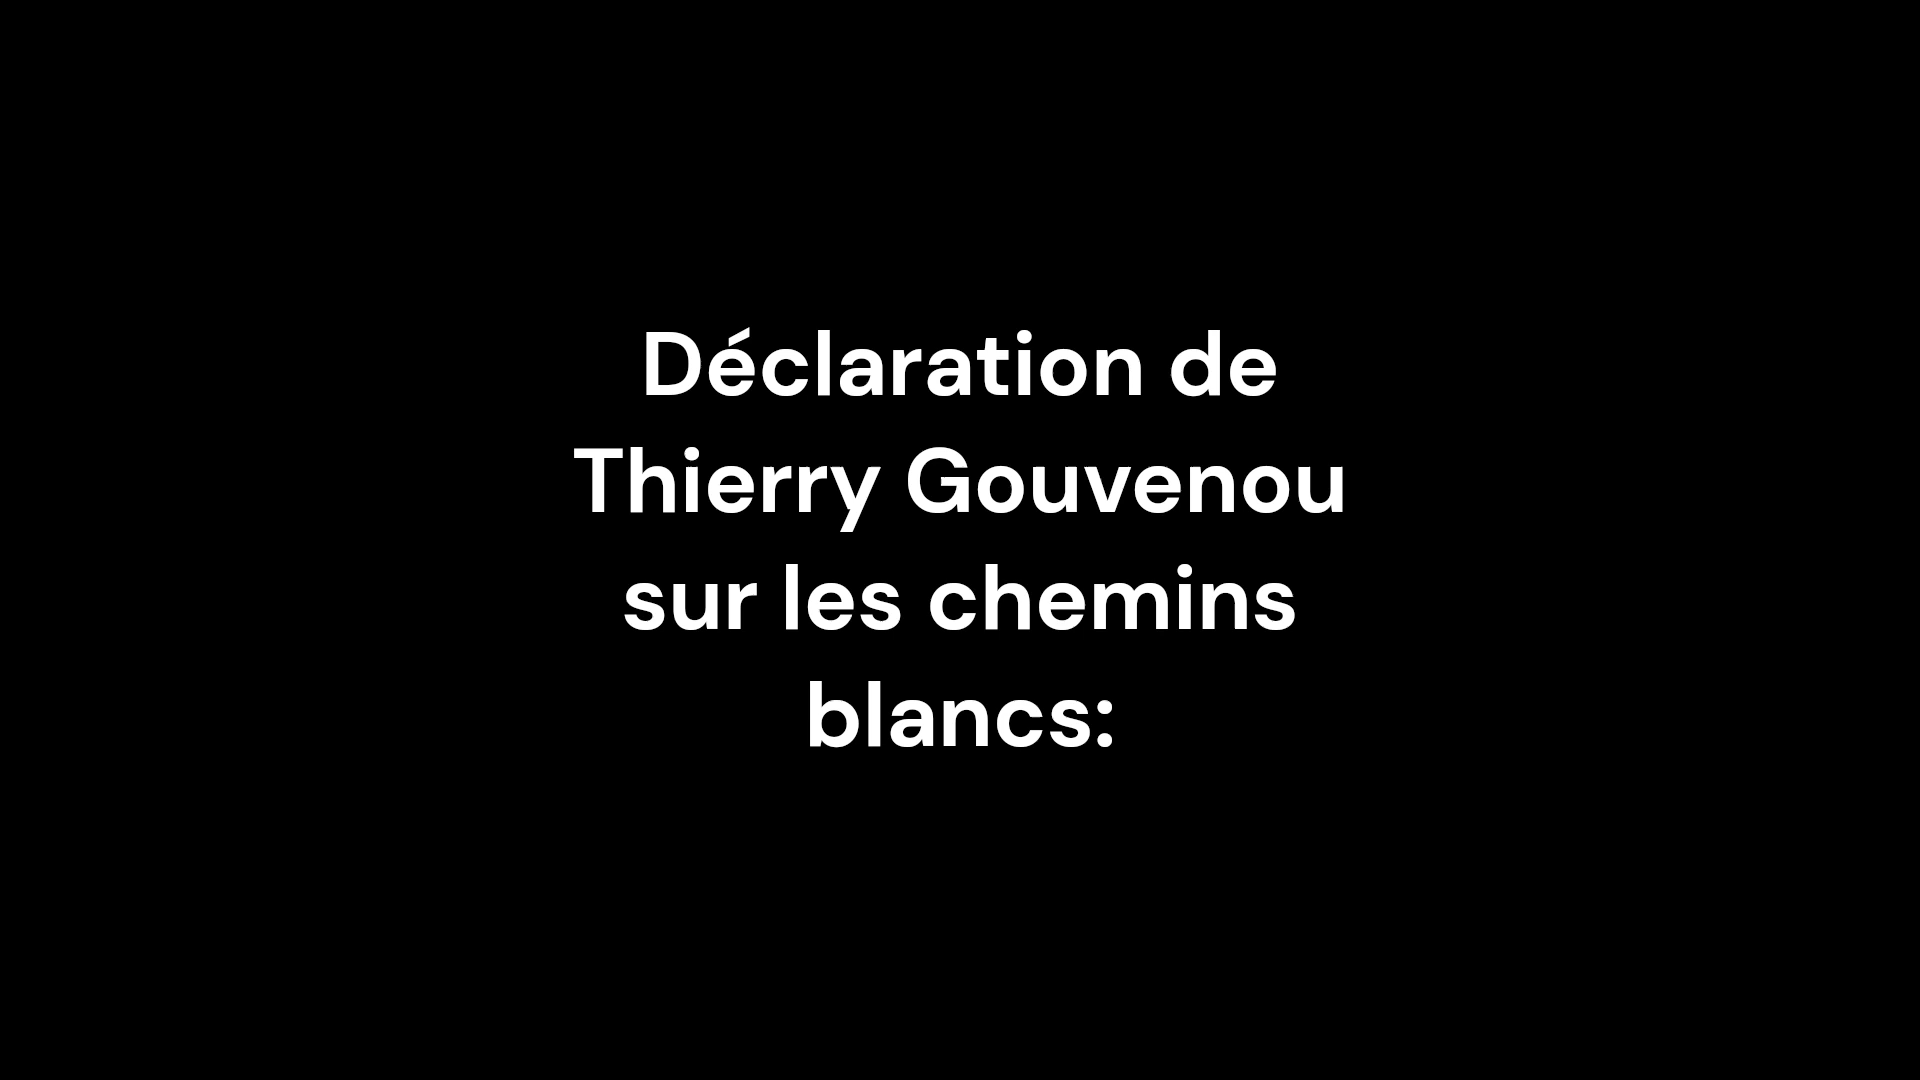 Déclaration de
Thierry Gouvenou
sur les chemins
blancs: